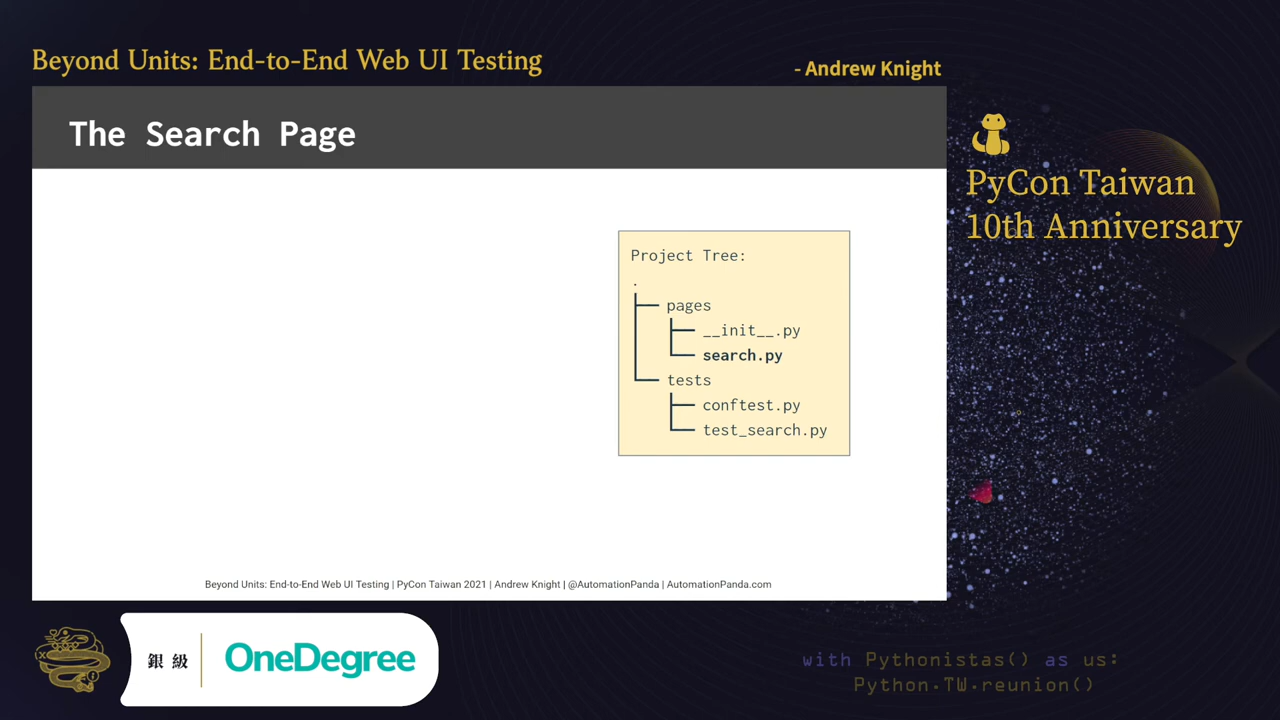 Beyond Units: End-to-End Web UI Testing
- Andrew Knight
The Search Page
Project Tree:
.
pages
__init__.py
search.py
tests
conftest.py
test_search.py
Beyond Units: End-to-End Web UI Testing | PyCon Taiwan 2021 | Andrew Knight | @AutomationPanda | AutomationPanda.com
PyCon Taiwan
10th Anniversary
銀級
OneDegree
with Pythonistas() as us:
Python.TW.reunion()